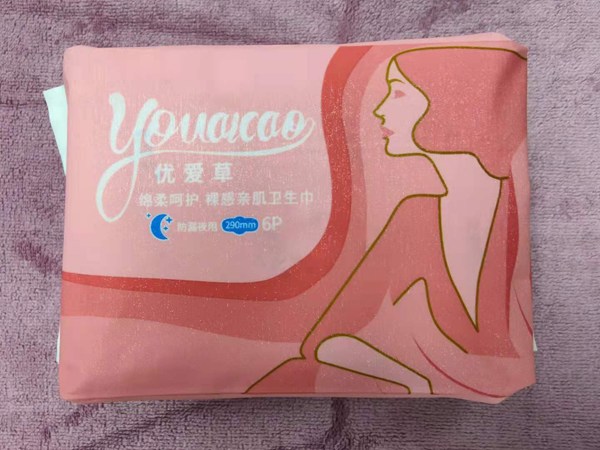 youaicao
优爱草
绵柔呵护 裸感亲肌卫生巾
防漏夜用 290mm 6P